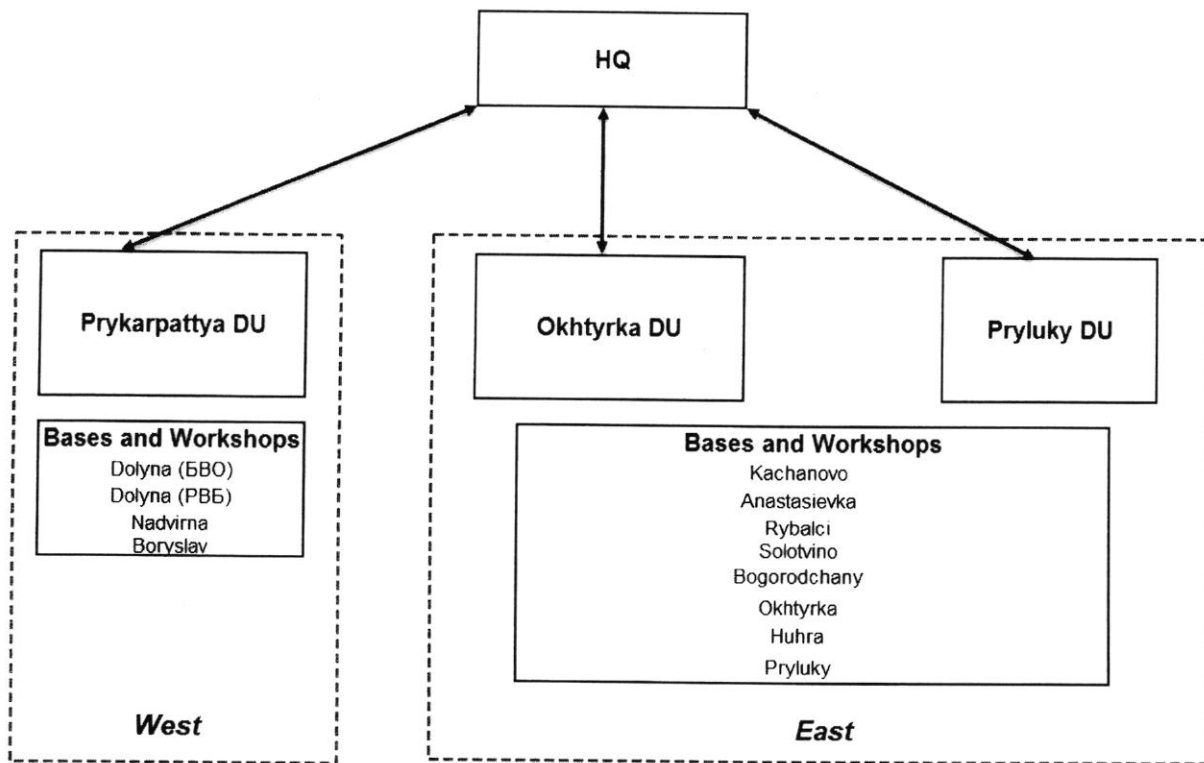 HQ
Prykarpattya DU
Okhtyrka DU
Pryluky DU
Bases and Workshops
Dolyna (БВО)
Dolyna (РВБ)
Nadvirna
Boryslav
Bases and Workshops
Kachanovo
Anastasievka
Rybalci
Solotvino
Bogorodchany
Okhtyrka
Huhra
Pryluky
West
East